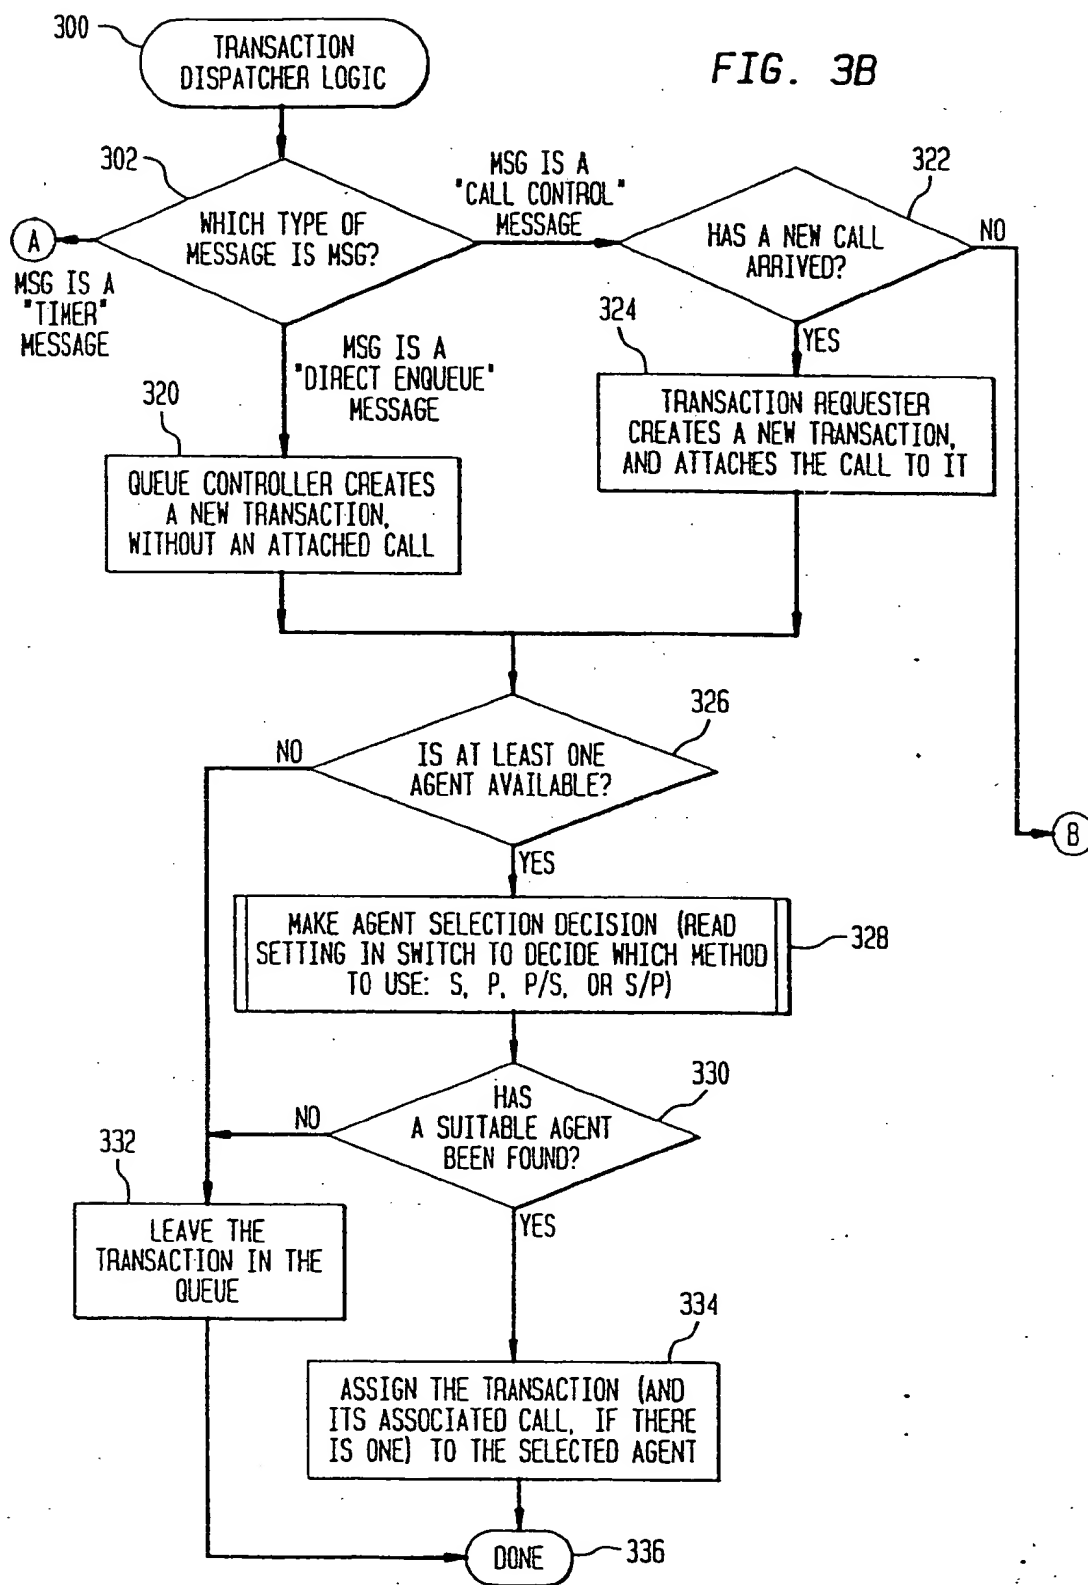 300
TRANSACTION
DISPATCHER LOGIC
FIG. 3B
302
WHICH TYPE OF
MESSAGE IS MSG?
A
MSG IS A
"TIMER"
MESSAGE
MSG IS A
"CALL CONTROL"
MESSAGE
322
HAS A NEW CALL
ARRIVED?
NO
YES
MSG IS A
"DIRECT ENQUEUE"
MESSAGE
320
QUEUE CONTROLLER CREATES
A NEW TRANSACTION,
WITHOUT AN ATTACHED CALL
324
TRANSACTION REQUESTER
CREATES A NEW TRANSACTION,
AND ATTACHES THE CALL TO IT
326
IS AT LEAST ONE
AGENT AVAILABLE?
NO
YES
B
MAKE AGENT SELECTION DECISION (READ
SETTING IN SWITCH TO DECIDE WHICH METHOD
TO USE: S, P, P/S, OR S/P)
328
330
HAS
A SUITABLE AGENT
BEEN FOUND?
NO
YES
332
LEAVE THE
TRANSACTION IN THE
QUEUE
334
ASSIGN THE TRANSACTION (AND
ITS ASSOCIATED CALL, IF THERE
IS ONE) TO THE SELECTED AGENT
DONE
336